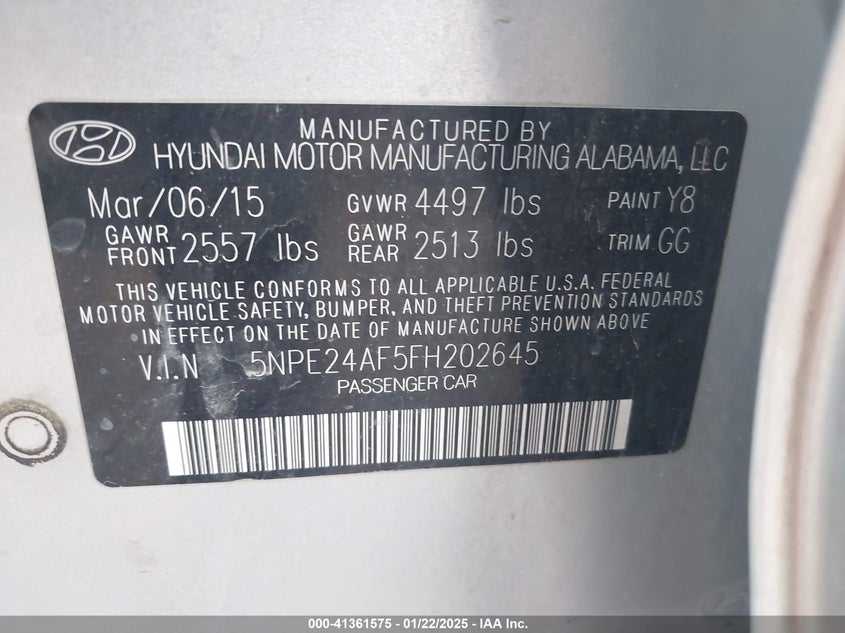 MANUFACTURED BY
HYUNDAI MOTOR MANUFACTURING ALABAMA, LLC
Mar/06/15 GVWR 4497 lbs PAINT Y8
GAWR FRONT 2557 lbs GAWR REAR 2513 lbs TRIM GG
THIS VEHICLE CONFORMS TO ALL APPLICABLE U.S.A. FEDERAL
MOTOR VEHICLE SAFETY, BUMPER, AND THEFT PREVENTION STANDARDS
IN EFFECT ON THE DATE OF MANUFACTURE SHOWN ABOVE
V.I.N 5NPE24AF5FH202645
PASSENGER CAR
000-41361575 - 01/22/2025 - IAA Inc.